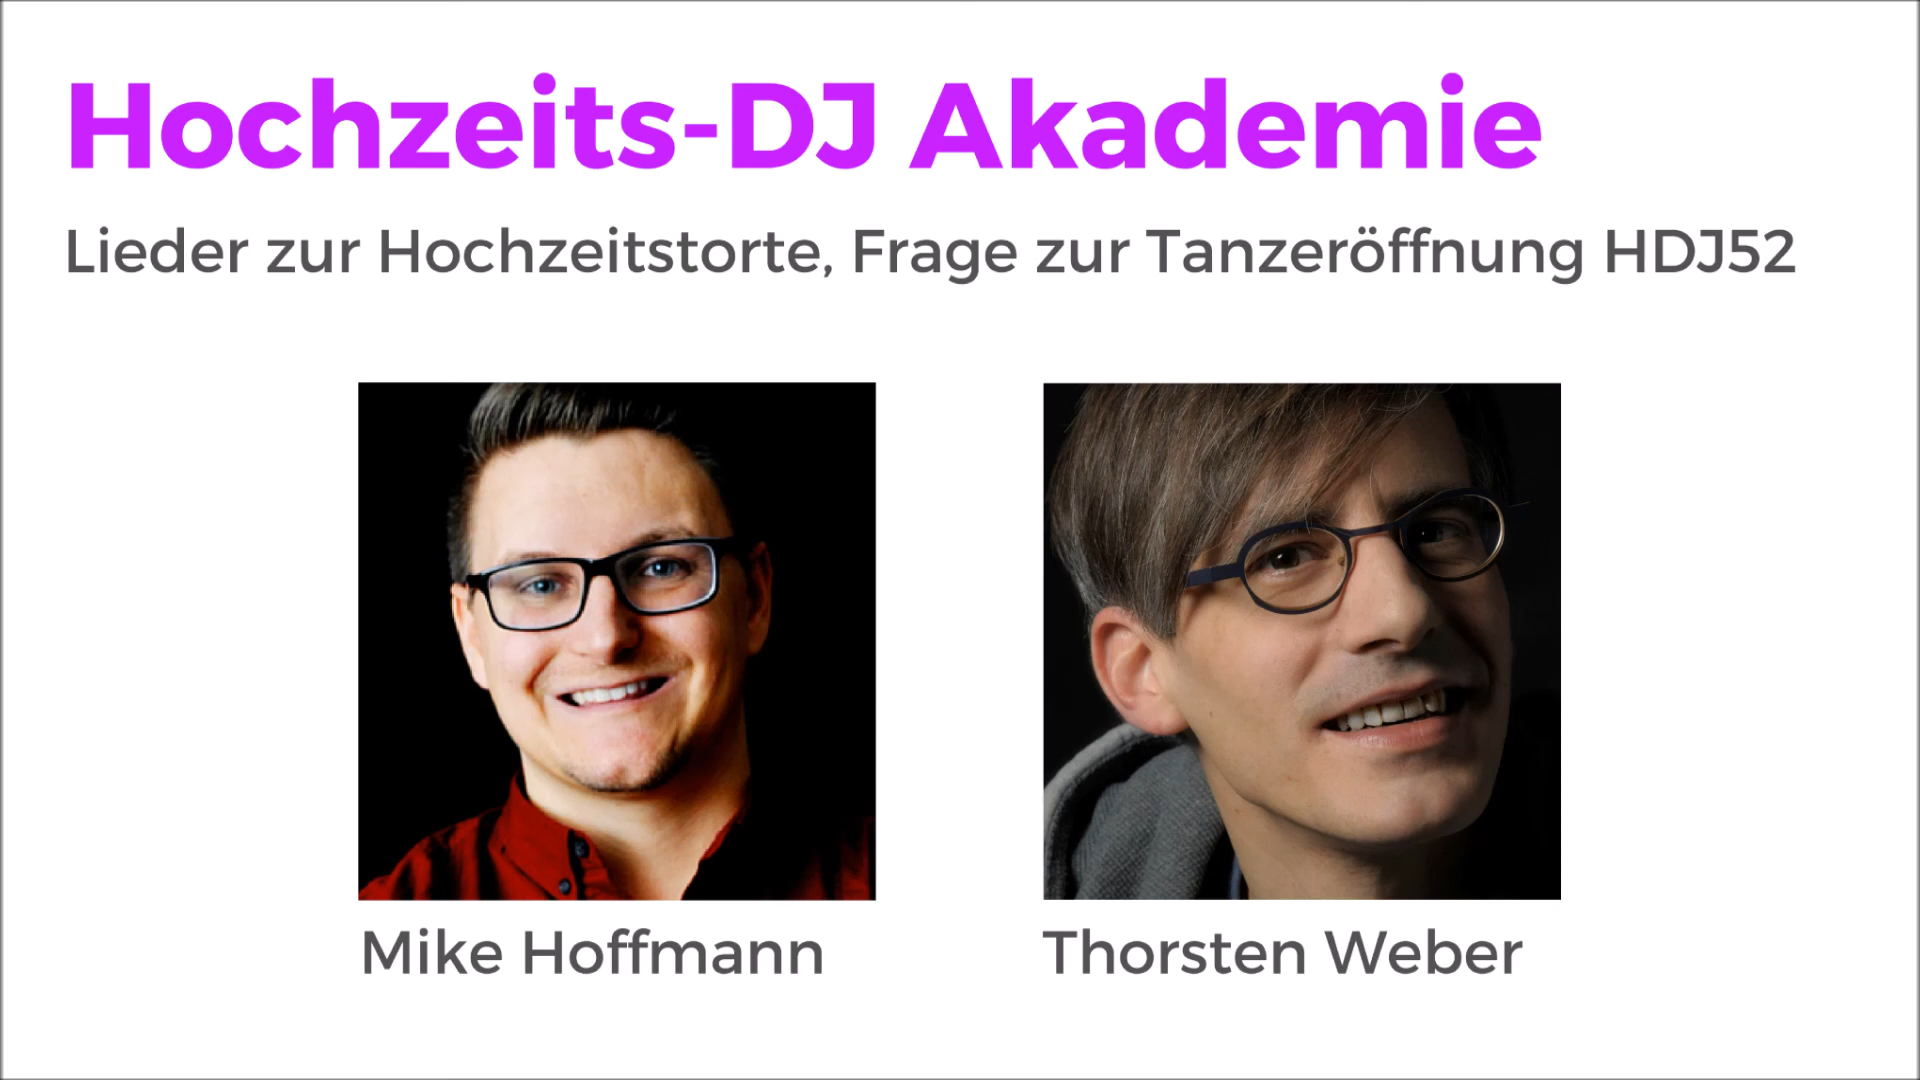 Hochzeits-DJ Akademie
Lieder zur Hochzeitstorte, Frage zur Tanzeröffnung HDJ52
Mike Hoffmann
Thorsten Weber